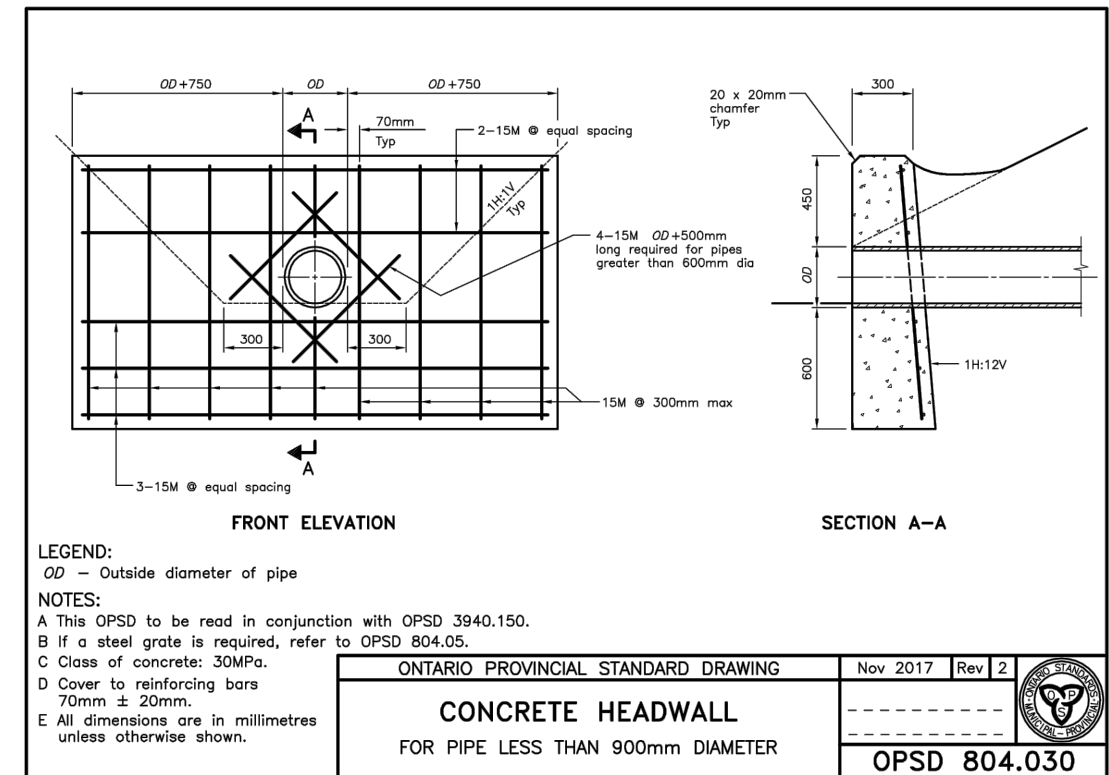 OD+750
OD
OD+750
A
70mm
Typ
2-15M @ equal spacing
1H:1V
Typ
4-15M OD+500mm
long required for pipes
greater than 600mm dia
300
300
15M @ 300mm max
A
3-15M @ equal spacing
FRONT ELEVATION
20 x 20mm
chamfer
Typ
300
450
OD
600
1H:12V
SECTION A-A
LEGEND:
OD - Outside diameter of pipe
NOTES:
A This OPSD to be read in conjunction with OPSD 3940.150.
B If a steel grate is required, refer to OPSD 804.05.
C Class of concrete: 30MPa.
D Cover to reinforcing bars
70mm ± 20mm.
E All dimensions are in millimetres
unless otherwise shown.
ONTARIO PROVINCIAL STANDARD DRAWING
Nov 2017 Rev 2
CONCRETE HEADWALL
FOR PIPE LESS THAN 900mm DIAMETER
ONTARIO STANDARDS
MUNICIPAL-PROVINCIAL
OPS
OPSD 804.030